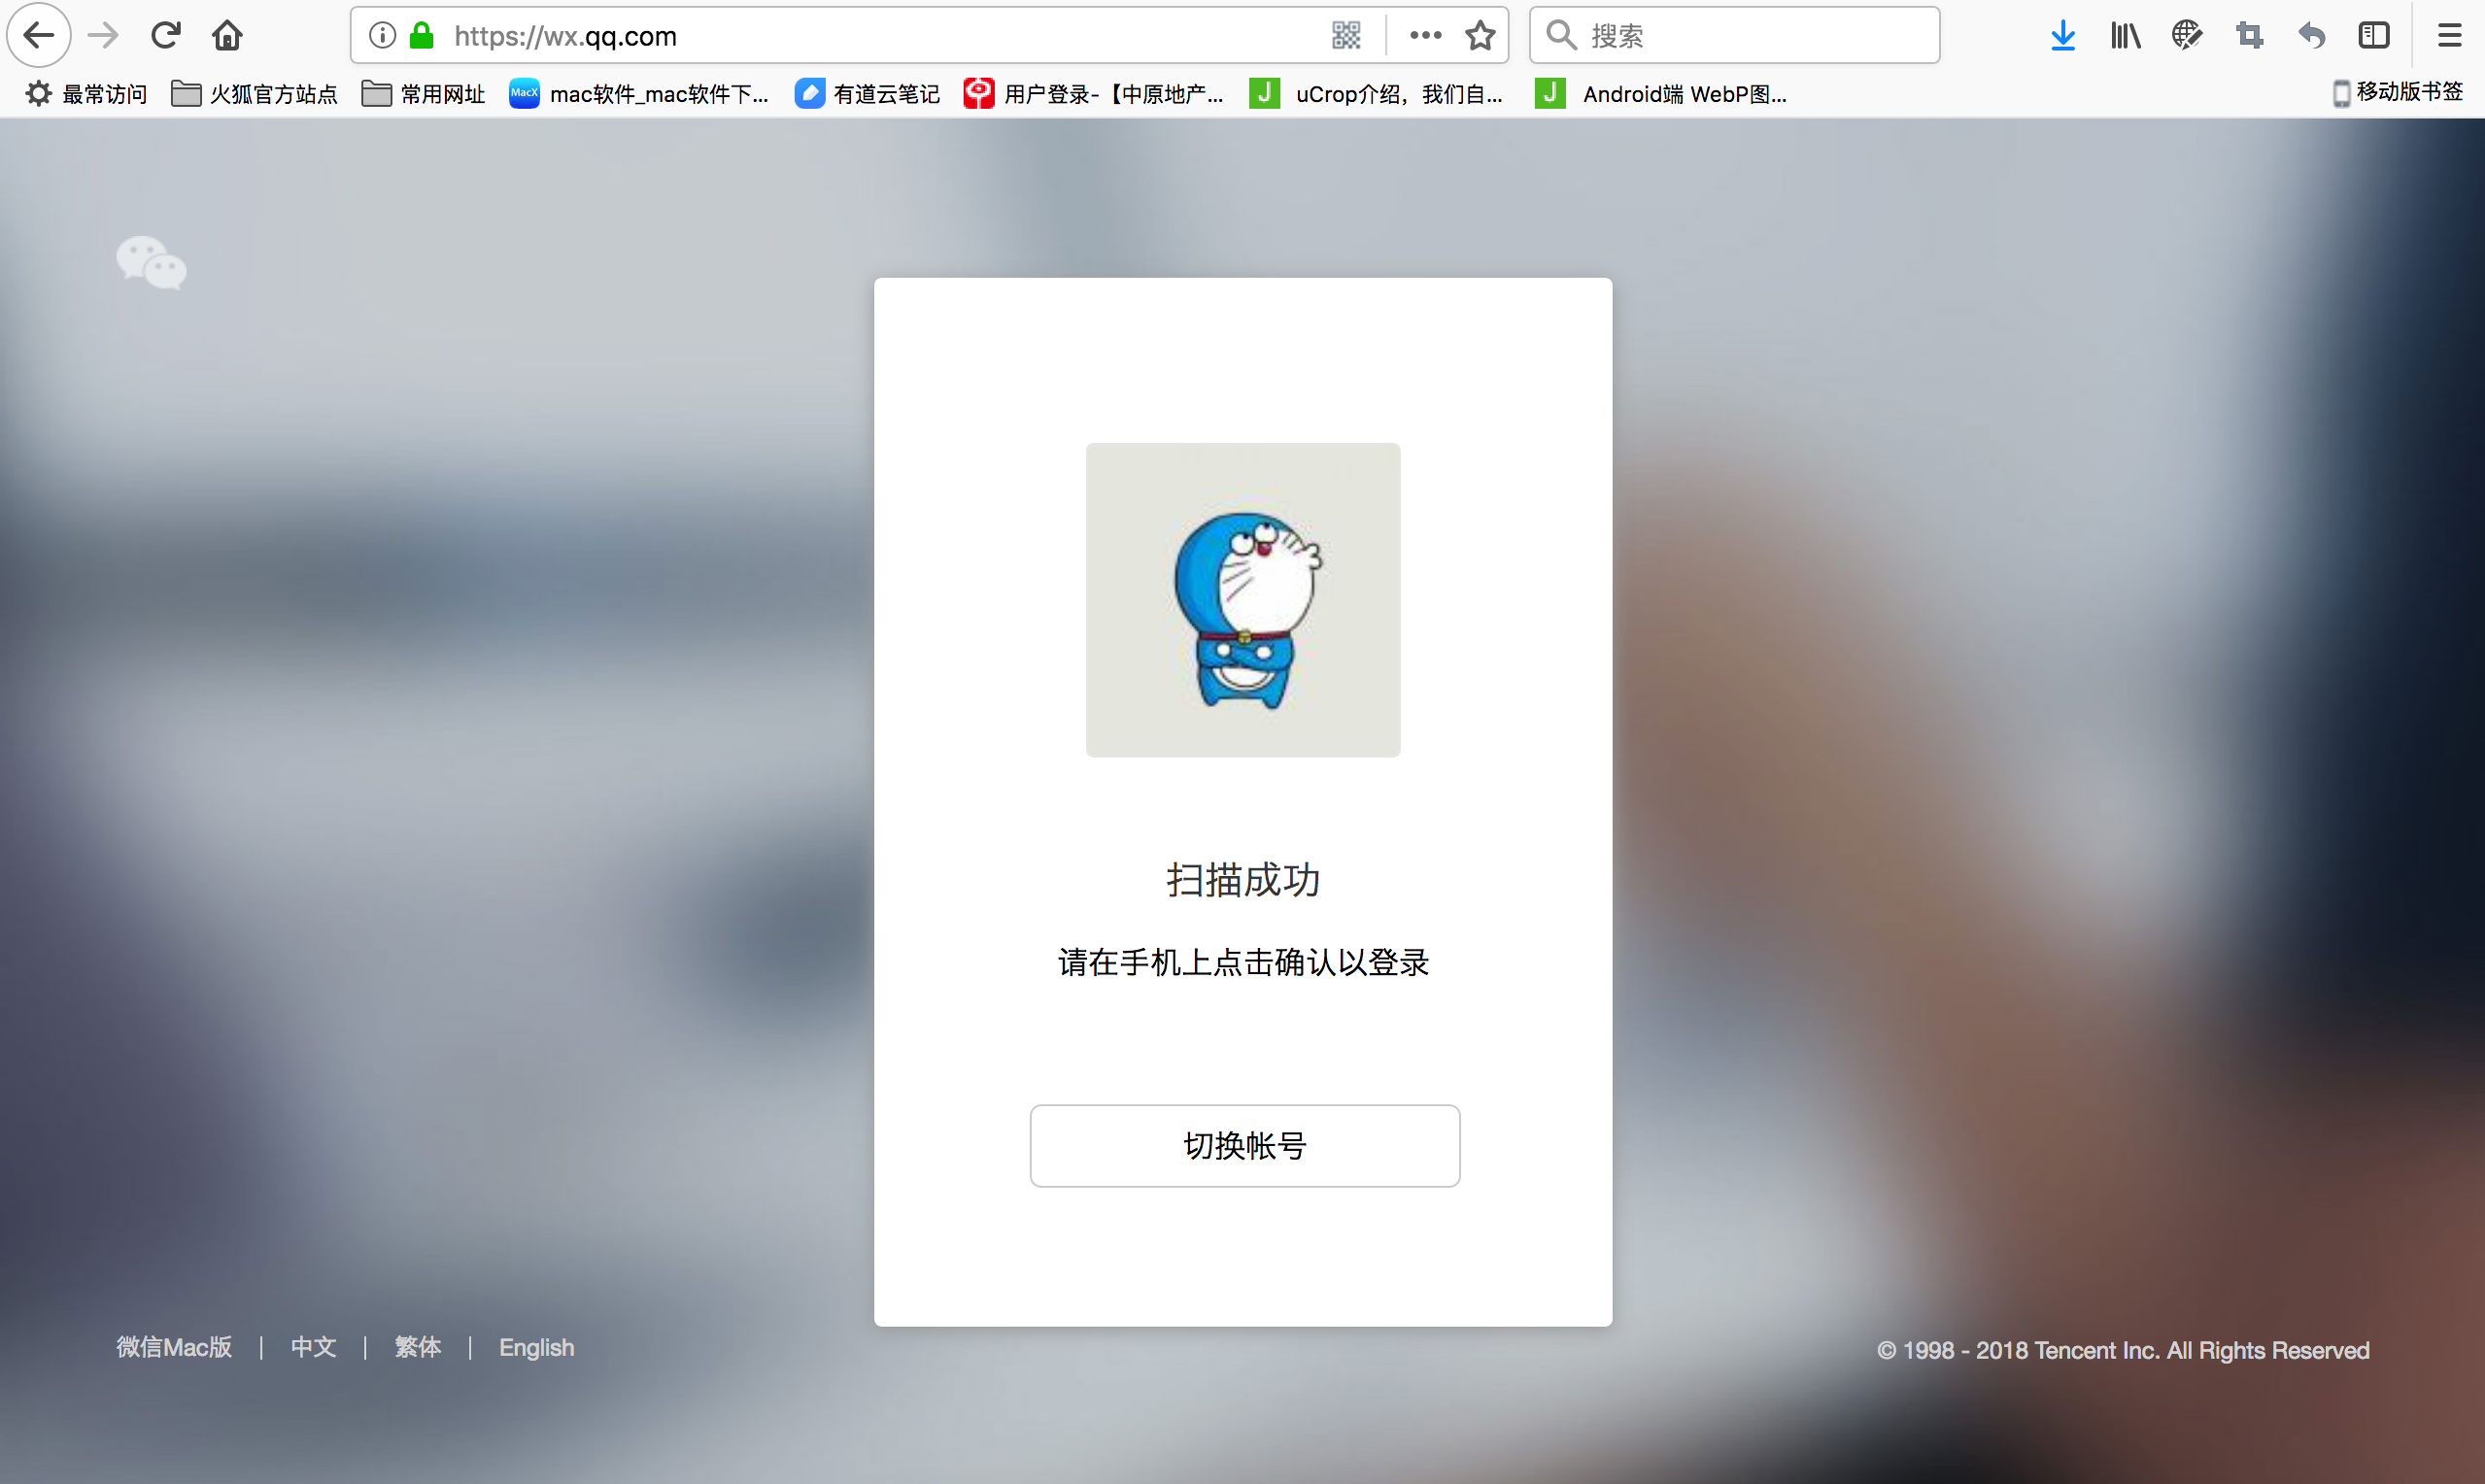 https://wx.qq.com
搜索
最常访问
火狐官方站点
常用网址
MacX
mac软件_mac软件下...
有道云笔记
用户登录-【中原地产...
J
uCrop介绍，我们自...
J
Android端 WebP图...
移动版书签
扫描成功
请在手机上点击确认以登录
切换帐号
微信Mac版 | 中文 | 繁体 | English
© 1998 - 2018 Tencent Inc. All Rights Reserved